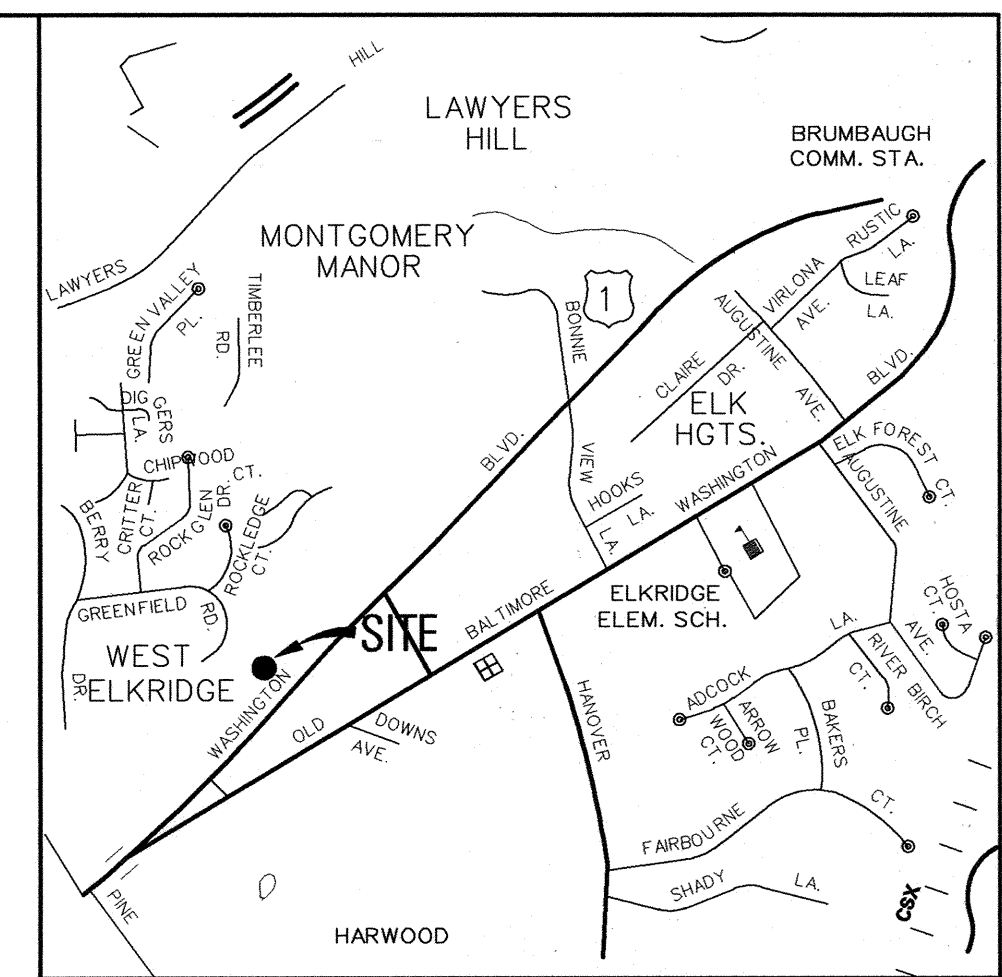 HILL
LAWYERS
HILL
BRUMBAUGH
COMM. STA.
MONTGOMERY
MANOR
LAWYERS
GREEN VALLEY
PL.
TIMBERLEE
RD.
1
BONNIE
VIEW
LA.
RUSTIC
LA.
LEAF
LA.
VIRLONA
AVE.
AUGUSTINE
AVE.
CLAIRE
DR.
ELK
HGTS.
BLVD.
DIGGERS
LA.
CHIPWOOD
CT.
CRITTER
CT.
BERRY
ROCKGLEN
DR.
ROCKLEDGE
CT.
BLVD.
HOOKS
LA.
WASHINGTON
ELK FOREST
CT.
AUGUSTINE
AVE.
GREENFIELD
RD.
SITE
BALTIMORE
ELKRIDGE
ELEM. SCH.
HOSTA
CT.
WEST
ELKRIDGE
DR.
WASHINGTON
OLD
DOWNS
AVE.
HANOVER
ADCOCK
LA.
RIVER BIRCH
CT.
ARROW
WOOD
CT.
BAKERS
PL.
FAIRBOURNE
CT.
SHADY
LA.
CSX
PINE
HARWOOD